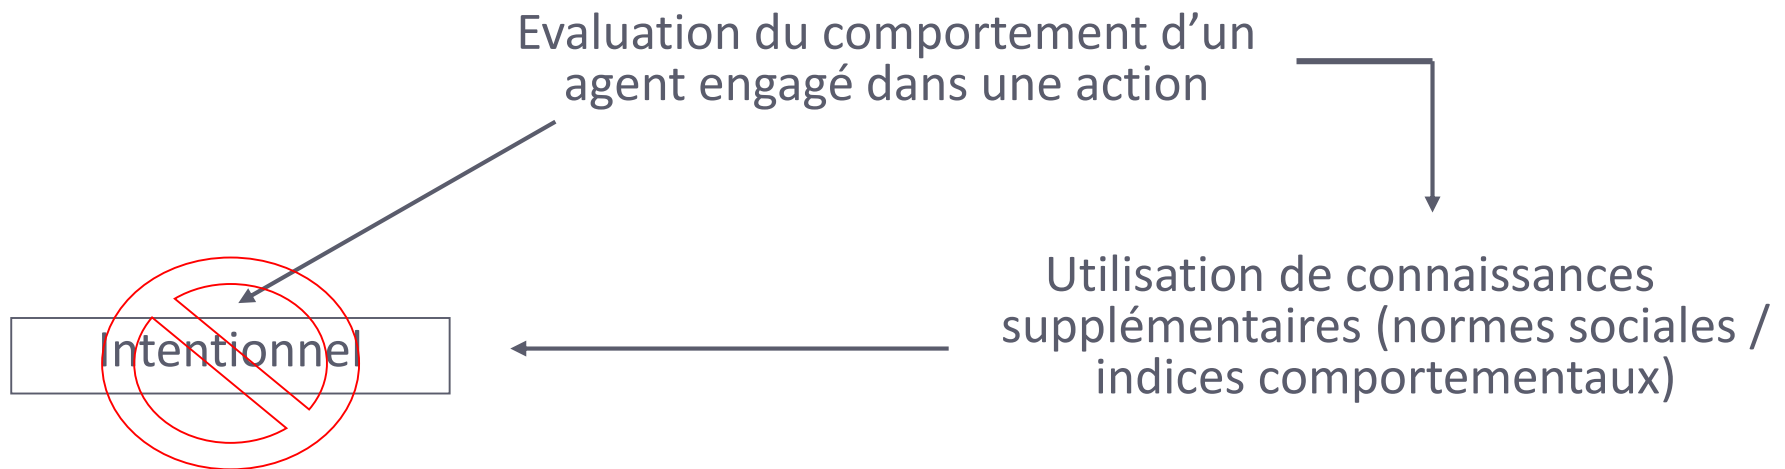 Evaluation du comportement d’un
agent engagé dans une action
Utilisation de connaissances
supplémentaires (normes sociales /
indices comportementaux)
Intentionnel